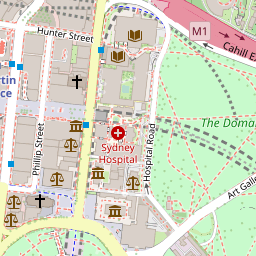 Hunter Street
M1
Cahill E
rtin
ce
Phillip Street
The Doma
Sydney
Hospital
Hospital Road
Art Galle